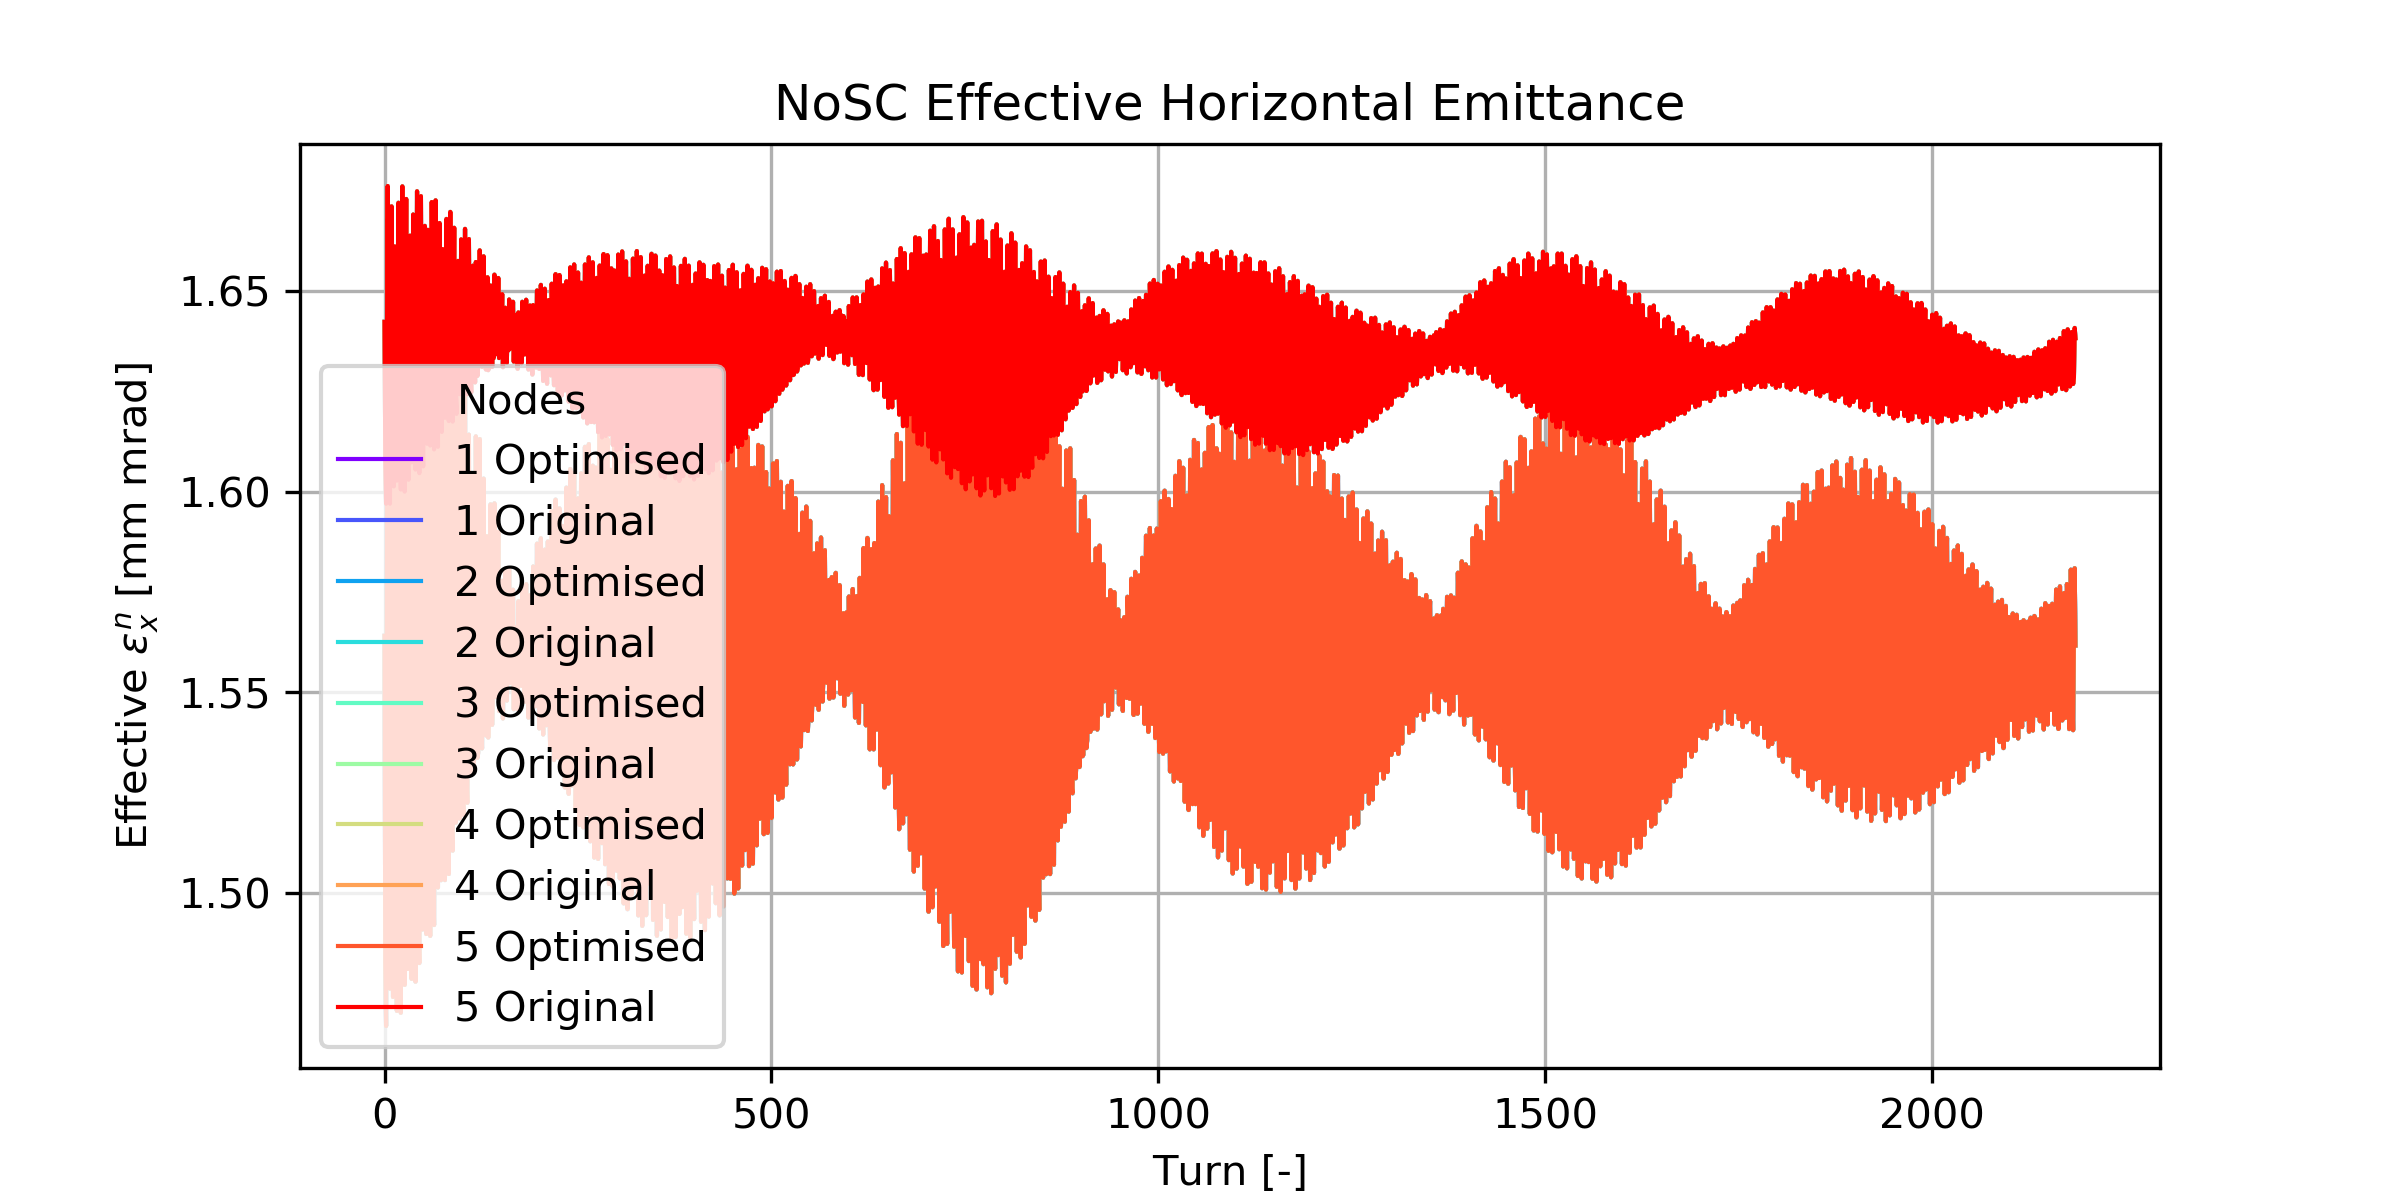 NoSC Effective Horizontal Emittance
Effective ε_x^n [mm mrad]
1.65
1.60
1.55
1.50
Nodes
1 Optimised
1 Original
2 Optimised
2 Original
3 Optimised
3 Original
4 Optimised
4 Original
5 Optimised
5 Original
0 500 1000 1500 2000
Turn [-]